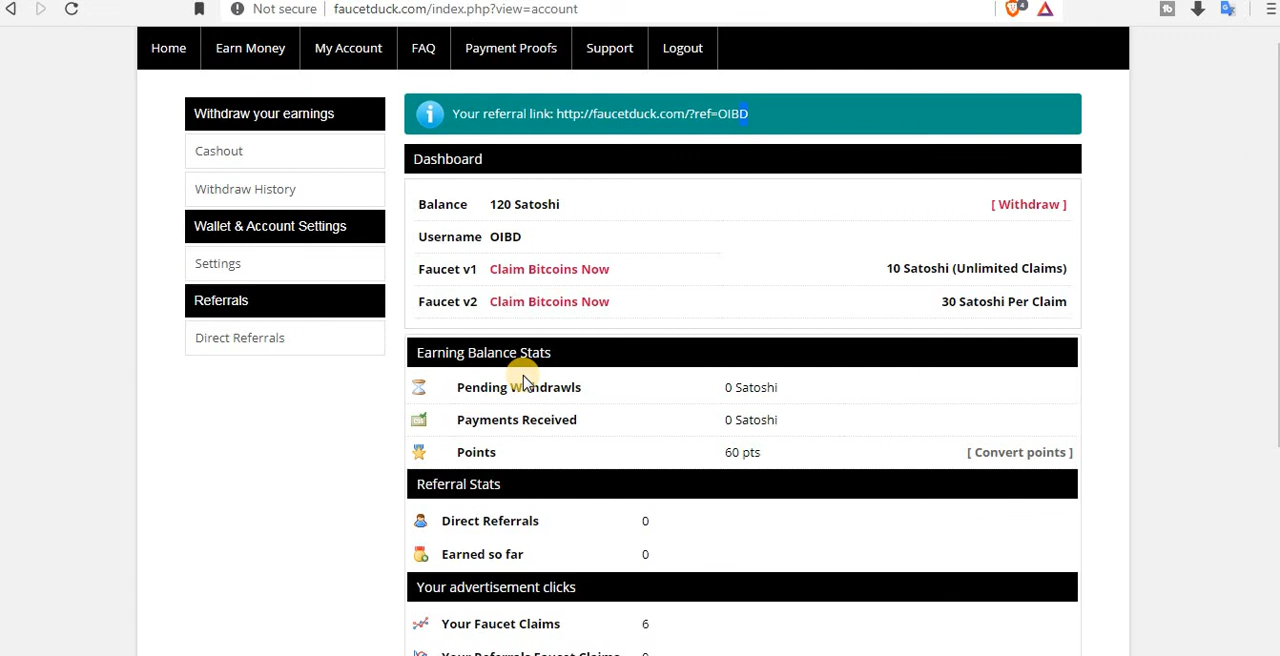 Not secure faucetduck.com/index.php?view=account
4
Home Earn Money My Account FAQ Payment Proofs Support Logout
Withdraw your earnings
Cashout
Withdraw History
Wallet & Account Settings
Settings
Referrals
Direct Referrals
Your referral link: http://faucetduck.com/?ref=OIBD
Dashboard
Balance 120 Satoshi [ Withdraw ]
Username OIBD
Faucet v1 Claim Bitcoins Now 10 Satoshi (Unlimited Claims)
Faucet v2 Claim Bitcoins Now 30 Satoshi Per Claim
Earning Balance Stats
Pending Withdrawls 0 Satoshi
Payments Received 0 Satoshi
Points 60 pts [ Convert points ]
Referral Stats
Direct Referrals 0
Earned so far 0
Your advertisement clicks
Your Faucet Claims 6
Your Referrals Faucet Claims